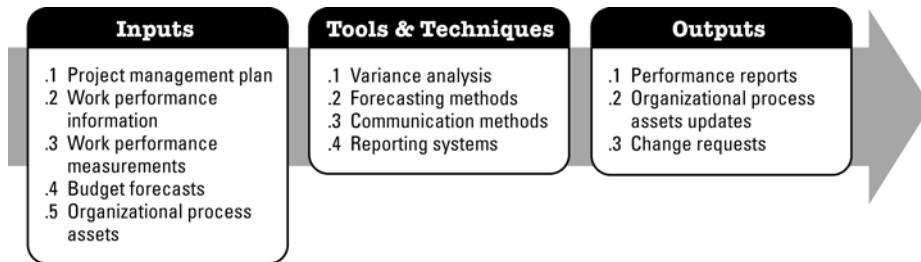 Inputs
.1 Project management plan
.2 Work performance
information
.3 Work performance
measurements
.4 Budget forecasts
.5 Organizational process
assets
Tools & Techniques
.1 Variance analysis
.2 Forecasting methods
.3 Communication methods
.4 Reporting systems
Outputs
.1 Performance reports
.2 Organizational process
assets updates
.3 Change requests